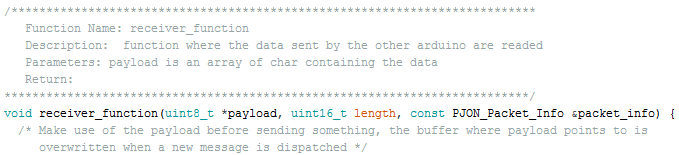 /***************************************************************************
Function Name: receiver_function
Description:  function where the data sent by the other arduino are readed
Parameters: payload is an array of char containing the data
Return:
***************************************************************************/
void receiver_function(uint8_t *payload, uint16_t length, const PJON_Packet_Info &packet_info) {
/* Make use of the payload before sending something, the buffer where payload points to is
overwritten when a new message is dispatched */